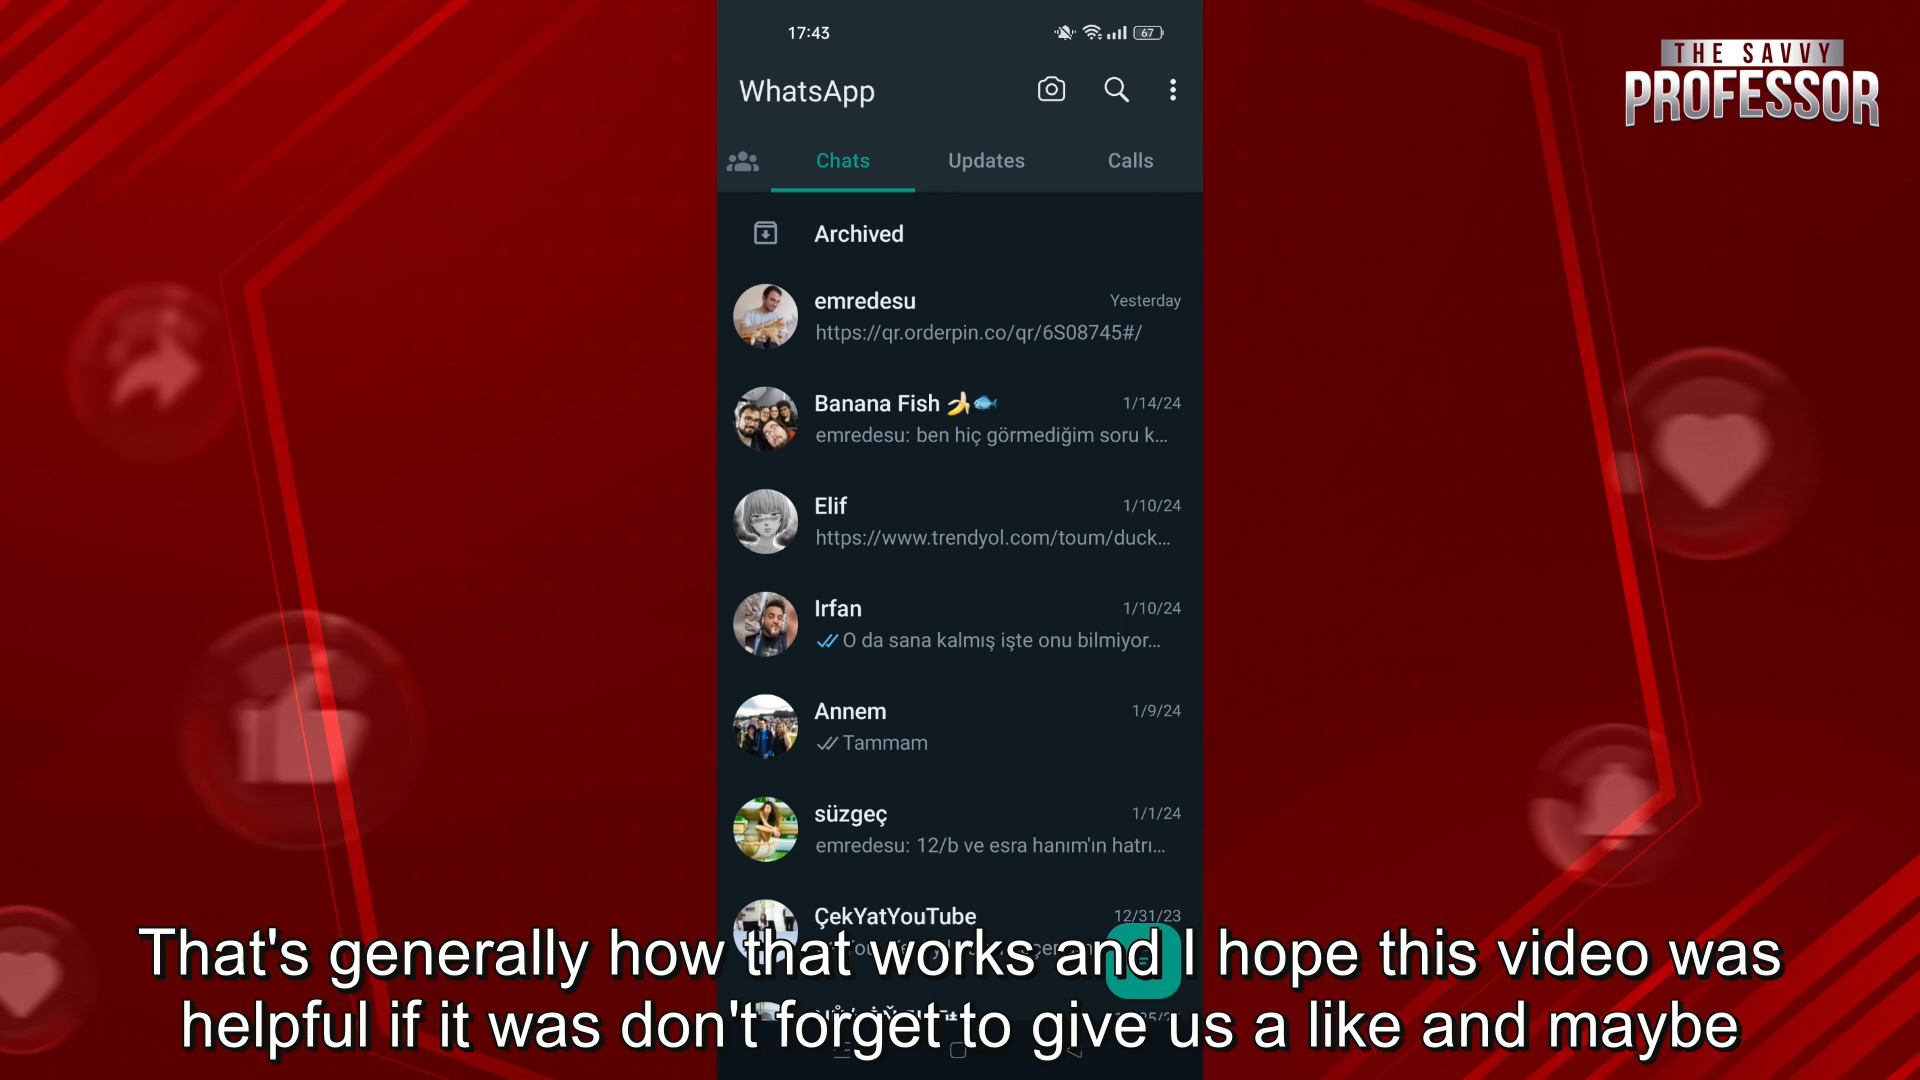 17:43
67
THE SAVVY
PROFESSOR
WhatsApp
Chats
Updates
Calls
Archived
emredesu
Yesterday
https://qr.orderpin.co/qr/6S08745#/
Banana Fish 🍌🐟
1/14/24
emredesu: ben hiç görmediğim soru k...
Elif
1/10/24
https://www.trendyol.com/toum/duck...
Irfan
1/10/24
O da sana kalmış işte onu bilmiyor...
Annem
1/9/24
Tammam
süzgeç
1/1/24
emredesu: 12/b ve esra hanım'ın hatrı...
ÇekYatYouTube
12/31/23
That's generally how that works and I hope this video was
helpful if it was don't forget to give us a like and maybe